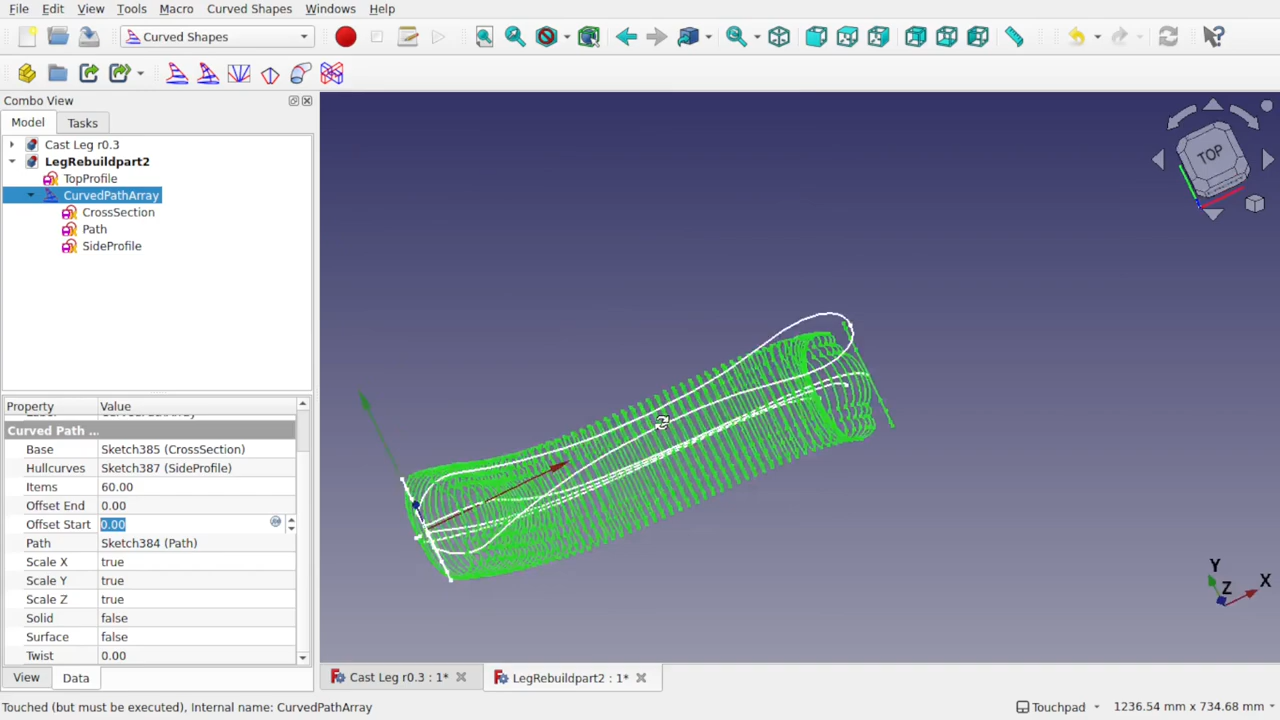 File Edit View Tools Macro Curved Shapes Windows Help
Curved Shapes
Combo View
Model Tasks
Cast Leg r0.3
LegRebuildpart2
TopProfile
CurvedPathArray
CrossSection
Path
SideProfile
TOP
Property Value
Curved Path ...
Base Sketch385 (CrossSection)
Hullcurves Sketch387 (SideProfile)
Items 60.00
Offset End 0.00
Offset Start 0.00
Path Sketch384 (Path)
Scale X true
Scale Y true
Scale Z true
Solid false
Surface false
Twist 0.00
Y
Z
X
View Data
Cast Leg r0.3 : 1*
LegRebuildpart2 : 1*
Touched (but must be executed), Internal name: CurvedPathArray
Touchpad
1236.54 mm x 734.68 mm